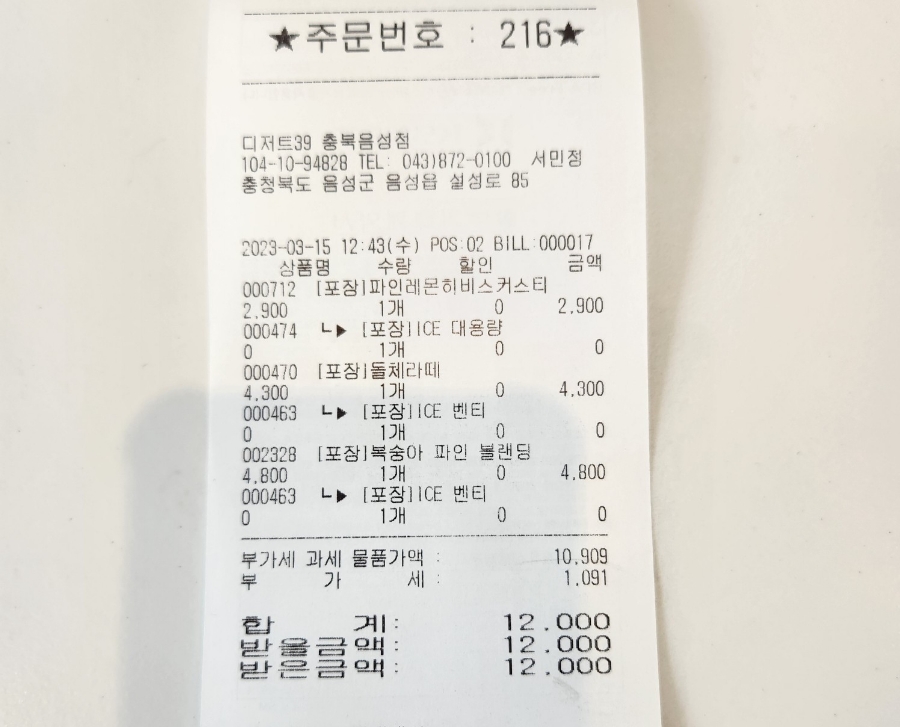 ★주문번호 : 216★
디저트39 충북음성점
104-10-94828 TEL: 043)872-0100 서민정
충청북도 음성군 음성읍 설성로 85
2023-03-15 12:43(수) POS:02 BILL:000017
상품명 수량 할인 금액
000712 [포장]파인레몬히비스커스티
2,900 1개 0 2,900
000474 ┗▶ [포장]ICE 대용량
0 1개 0 0
000470 [포장]돌체라떼
4,300 1개 0 4,300
000463 ┗▶ [포장]ICE 벤티
0 1개 0 0
002328 [포장]복숭아 파인 블랜딩
4,800 1개 0 4,800
000463 ┗▶ [포장]ICE 벤티
0 1개 0 0
부가세 과세 물품가액 : 10,909
부 가 세 : 1,091
합 계: 12,000
받을금액: 12,000
받은금액: 12,000